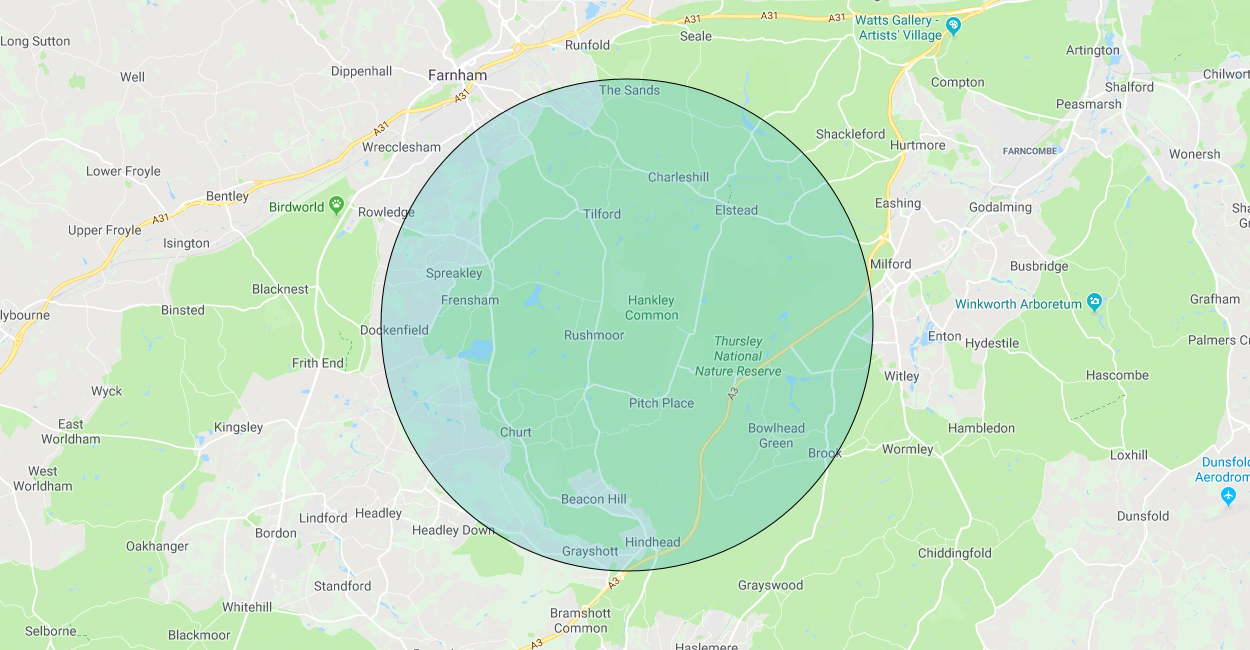 A31
A31
A31
Watts Gallery -
Artists' Village
Long Sutton
Runfold
Seale
Artington
Well
Dippenhall
Farnham
Compton
Chilwor
Shalford
The Sands
A31
Peasmarsh
A31
Shackleford
Wrecclesham
Hurtmore
FARNCOMBE
Wonersh
Lower Froyle
Charleshill
Bentley
Birdworld
Rowledge
Tilford
Elstead
Eashing
Godalming
Sha
Gr
A31
Upper Froyle
Isington
Milford
Busbridge
Spreakley
Blacknest
Frensham
Hankley
Common
Winkworth Arboretum
Grafham
lybourne
Binsted
Dockenfield
Rushmoor
Enton
Hydestile
Palmers Cr
Thursley
National
Nature Reserve
Frith End
Witley
Hascombe
Wyck
A3
Pitch Place
East
Worldham
Kingsley
Churt
Bowlhead
Green
Hambledon
Brook
Wormley
Loxhill
West
Worldham
Dunsfold
Aerodrom
Beacon Hill
Lindford
Headley
Dunsfold
Bordon
Headley Down
Oakhanger
Grayshott
Hindhead
Chiddingfold
A3
Standford
Grayswood
Whitehill
Bramshott
Common
Selborne
Blackmoor
A3
Haslemere